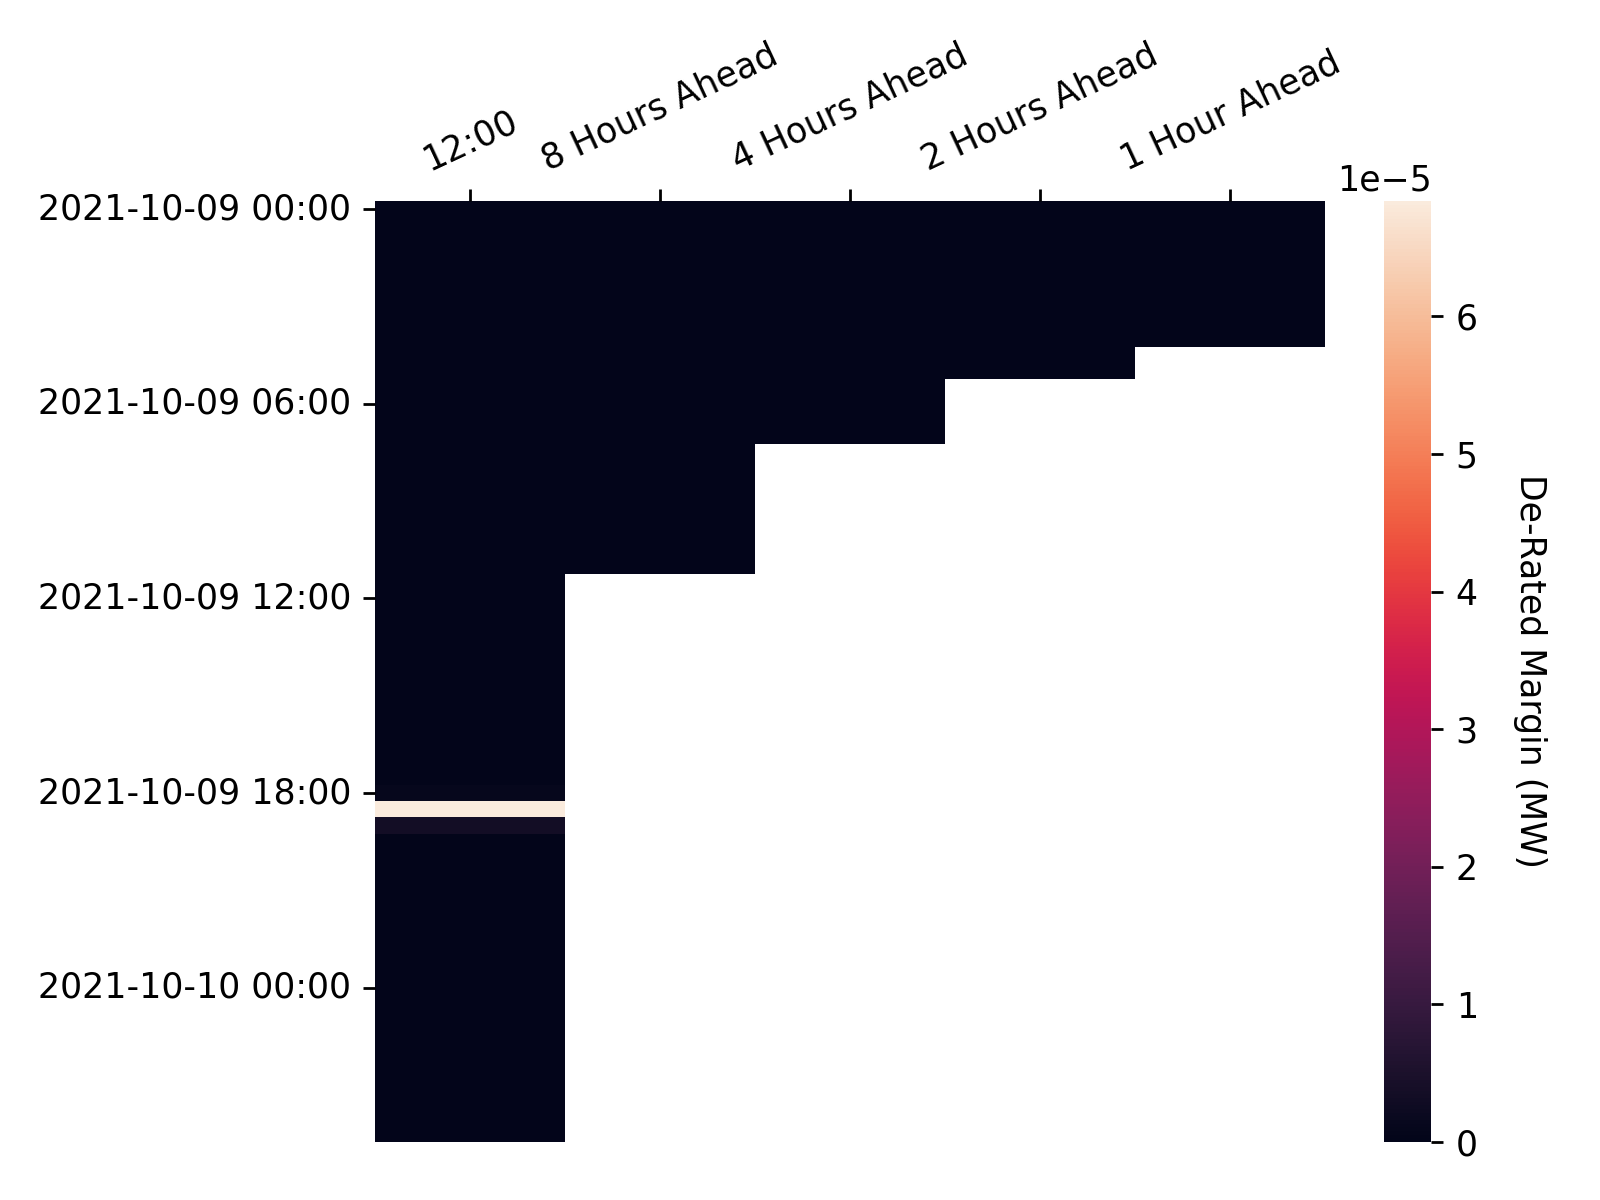 12:00
8 Hours Ahead
4 Hours Ahead
2 Hours Ahead
1 Hour Ahead
1e−5
2021-10-09 00:00
2021-10-09 06:00
2021-10-09 12:00
2021-10-09 18:00
2021-10-10 00:00
6
5
4
3
2
1
0
De-Rated Margin (MW)